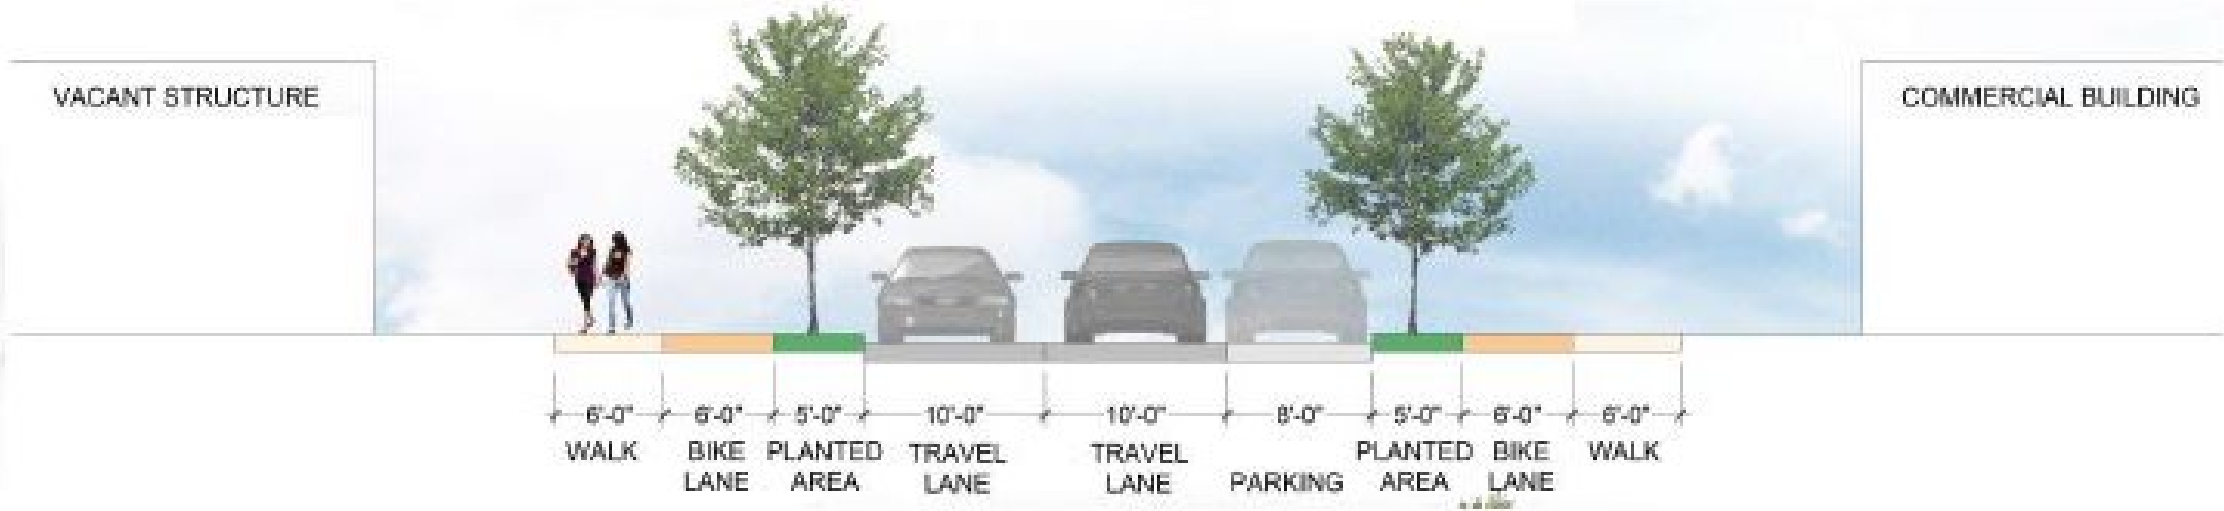 VACANT STRUCTURE
COMMERCIAL BUILDING
6'-0" 6'-0" 5'-0" 10'-0" 10'-0" 8'-0" 5'-0" 6'-0" 6'-0"
WALK BIKE PLANTED TRAVEL TRAVEL PLANTED BIKE WALK
LANE AREA LANE LANE PARKING AREA LANE